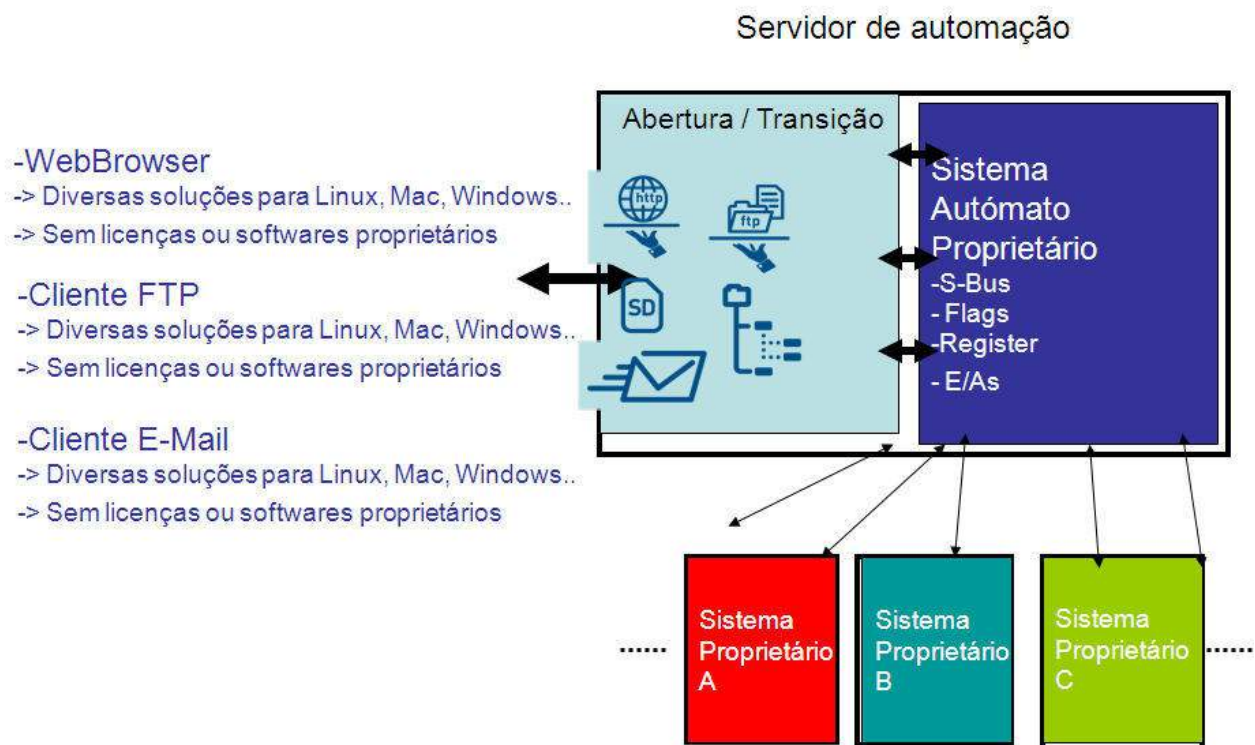 Servidor de automação
-WebBrowser
-> Diversas soluções para Linux, Mac, Windows..
-> Sem licenças ou softwares proprietários
-Cliente FTP
-> Diversas soluções para Linux, Mac, Windows..
-> Sem licenças ou softwares proprietários
-Cliente E-Mail
-> Diversas soluções para Linux, Mac, Windows..
-> Sem licenças ou softwares proprietários
Abertura / Transição
http
ftp
SD
Sistema
Autómato
Proprietário
-S-Bus
- Flags
-Register
- E/As
......
Sistema
Proprietário
A
Sistema
Proprietário
B
Sistema
Proprietário
C
......